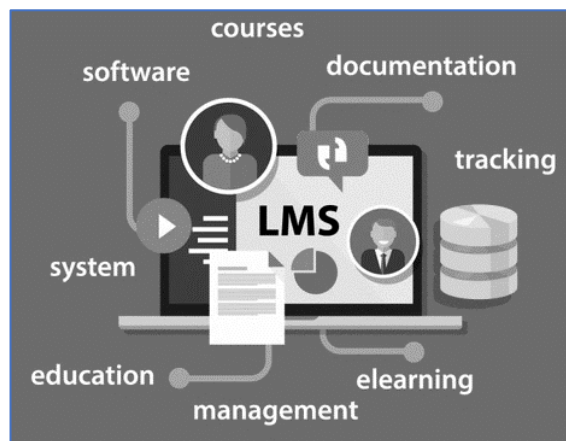 courses
software
documentation
tracking
LMS
system
education
elearning
management